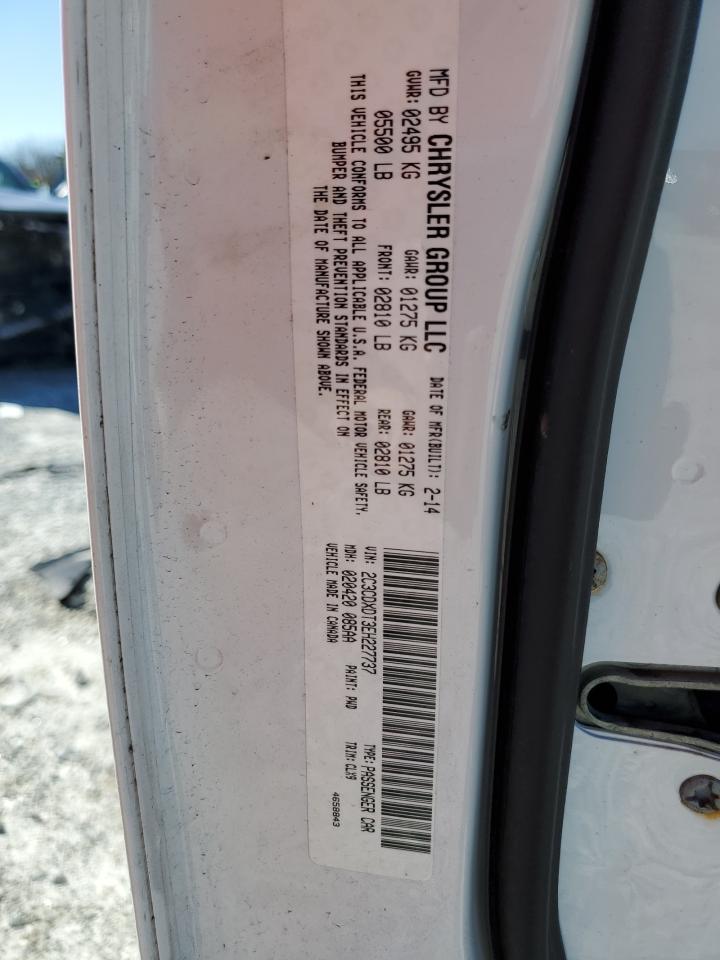 MFD BY CHRYSLER GROUP LLC DATE OF MFR(BUILT): 2-14
GVWR: 02495 KG GAWR: 01275 KG GAWR: 01275 KG
05500 LB FRONT: 02810 LB REAR: 02810 LB
THIS VEHICLE CONFORMS TO ALL APPLICABLE U.S.A. FEDERAL MOTOR VEHICLE SAFETY,
BUMPER AND THEFT PREVENTION STANDARDS IN EFFECT ON
THE DATE OF MANUFACTURE SHOWN ABOVE.
VIN: 2C3CDXDT3EH227737 TYPE: PASSENGER CAR
MDH: 020420 085AA PAINT: PWD TRIM: CLX9
VEHICLE MADE IN CANADA 4658843